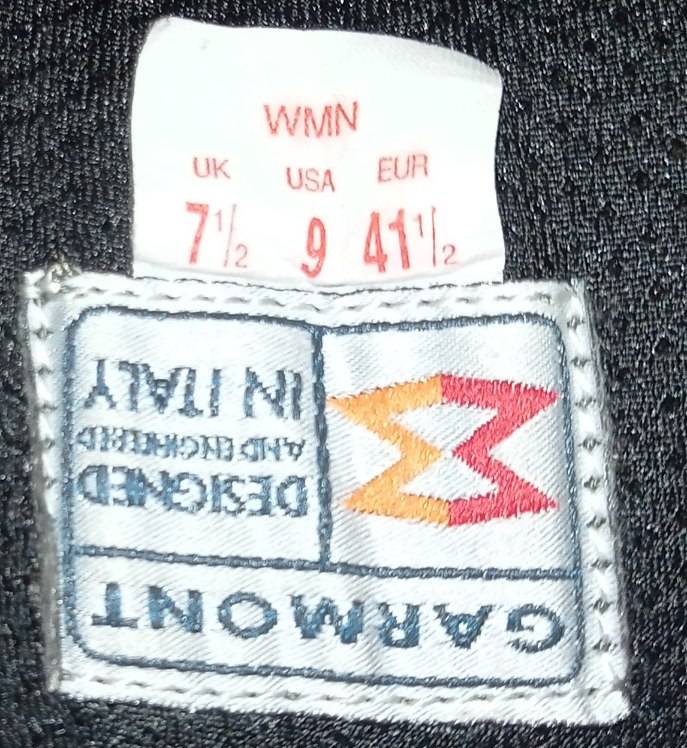 WMN
UK USA EUR
7½ 9 41½
GARMONT
DESIGNED
AND ENGINEERED
IN ITALY